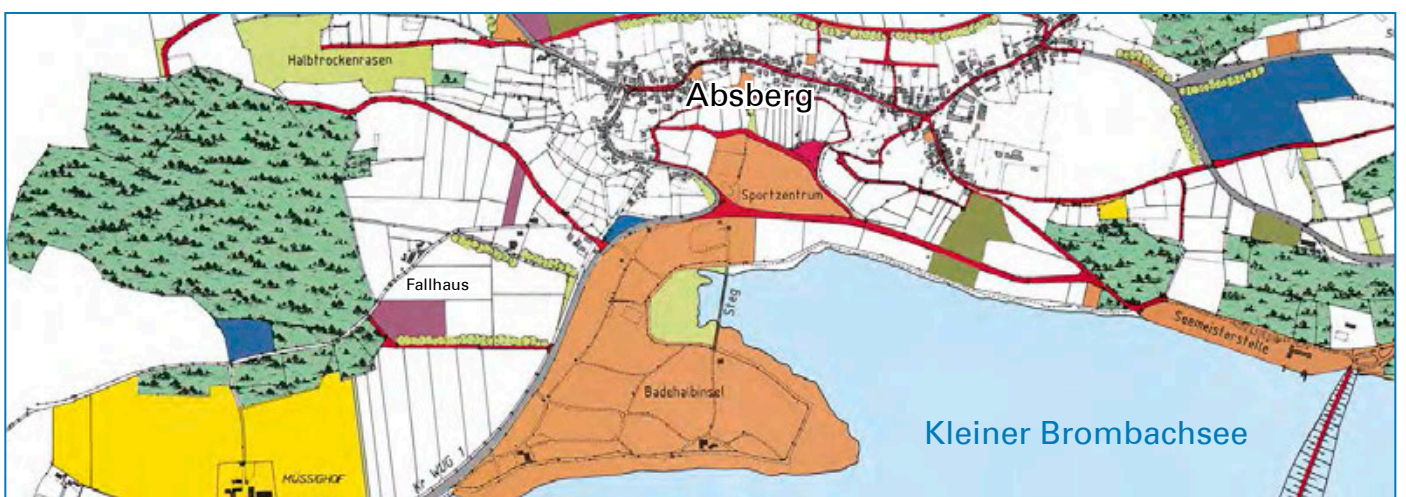 Halbtrockenrasen
Absberg
Sportzentrum
Fallhaus
Steg
Seemeisterstelle
Badehalbinsel
Kleiner Brombachsee
Kr WUG 1
MÜSSIGHOF